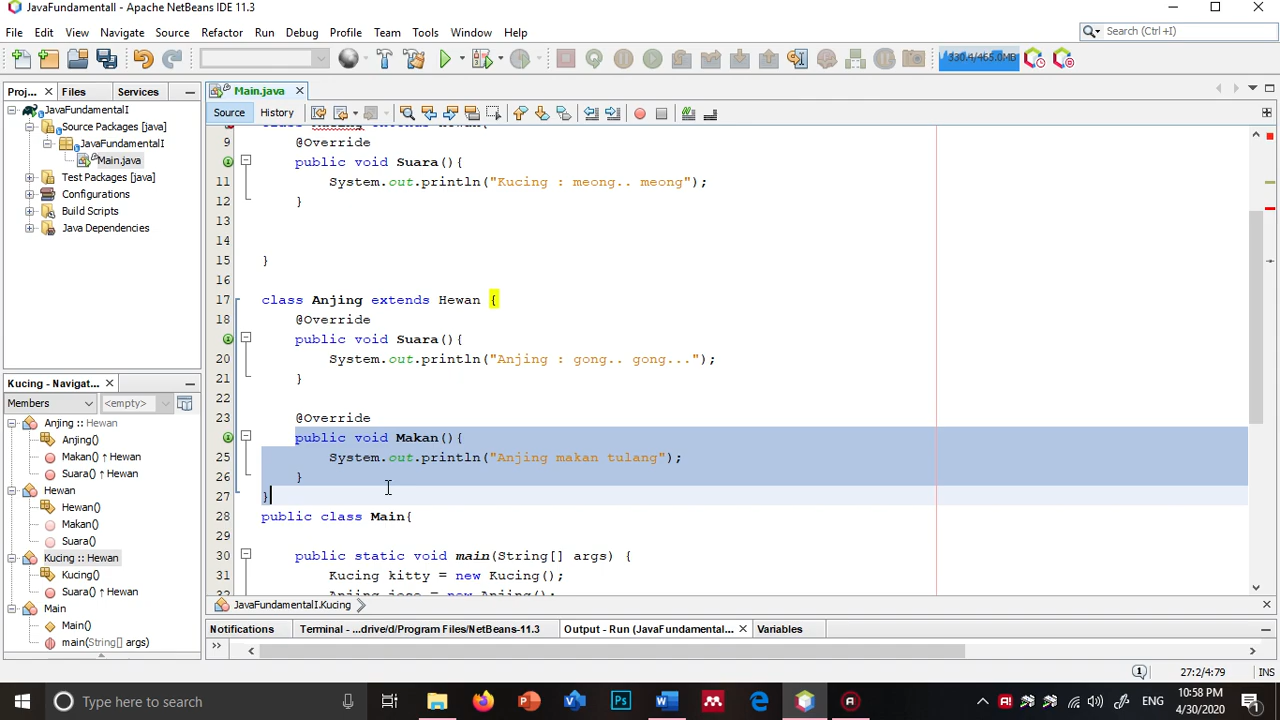 JavaFundamentalI - Apache NetBeans IDE 11.3
File Edit View Navigate Source Refactor Run Debug Profile Team Tools Window Help
Search (Ctrl+I)
330.4/465.0MB
Proj... Files Services
Main.java
Source History
JavaFundamentalI
Source Packages [java]
JavaFundamentalI
Main.java
Test Packages [java]
Configurations
Build Scripts
Java Dependencies
9 @Override
public void Suara(){
11 System.out.println("Kucing : meong.. meong");
12 }
13
14
15 }
16
17 class Anjing extends Hewan {
18 @Override
public void Suara(){
20 System.out.println("Anjing : gong.. gong...");
21 }
22
23 @Override
public void Makan(){
25 System.out.println("Anjing makan tulang");
26 }
27 }
28 public class Main{
29
30 public static void main(String[] args) {
31 Kucing kitty = new Kucing();
Kucing - Navigat...
Members <empty>
Anjing :: Hewan
Anjing()
Makan() ↑ Hewan
Suara() ↑ Hewan
Hewan
Hewan()
Makan()
Suara()
Kucing :: Hewan
Kucing()
Suara() ↑ Hewan
Main
Main()
main(String[] args)
JavaFundamentalI.Kucing
Notifications Terminal - ...drive/d/Program Files/NetBeans-11.3 Output - Run (JavaFundamental... Variables
1 27:2/4:79 INS
Type here to search
ENG
10:58 PM
4/30/2020